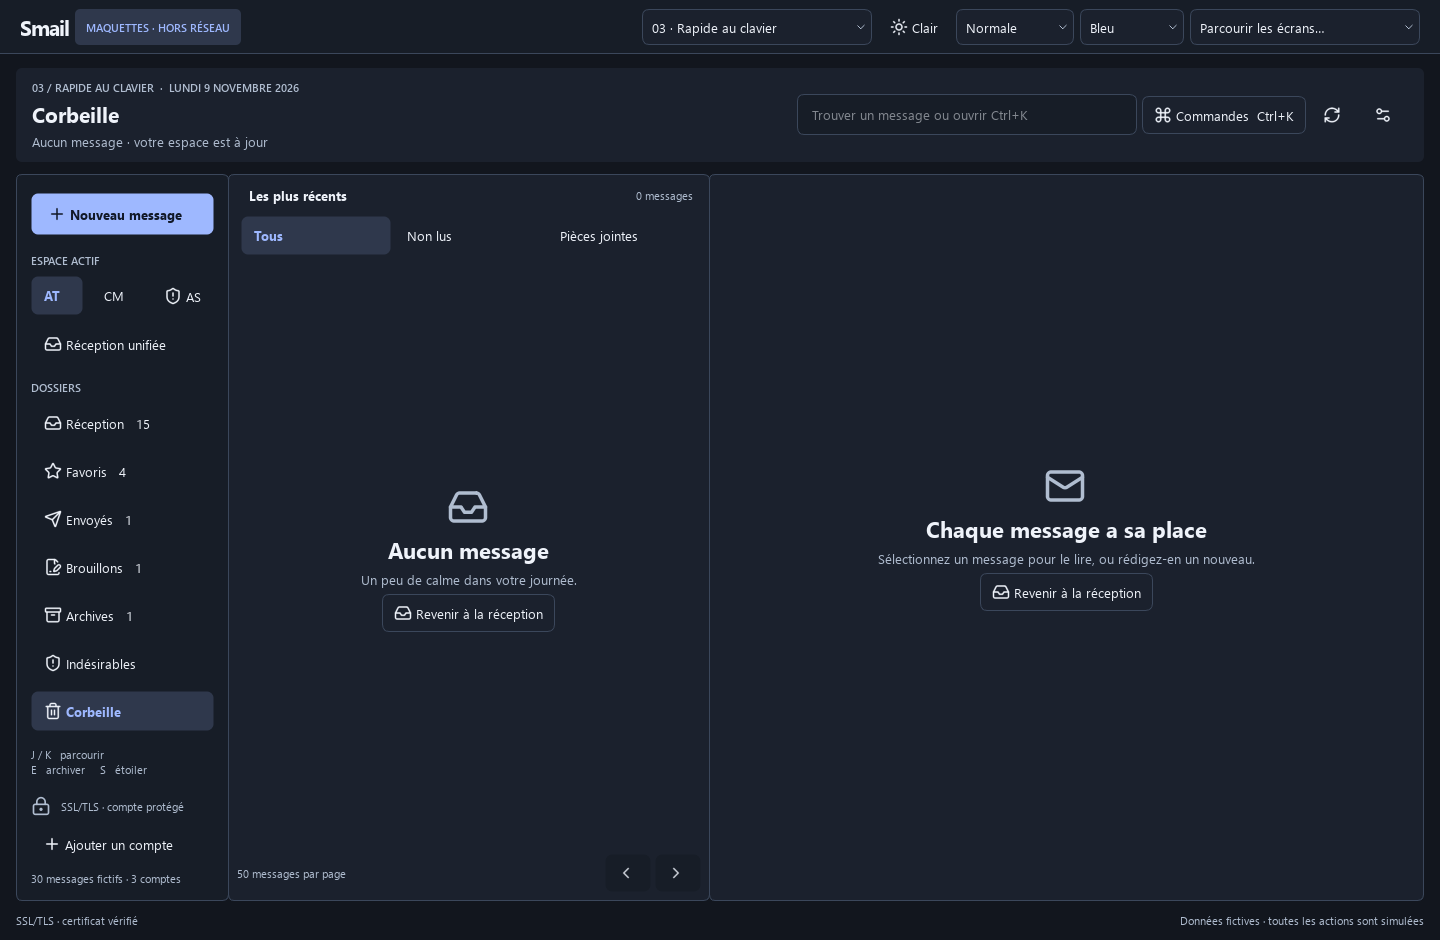 Smail
MAQUETTES · HORS RÉSEAU
03 · Rapide au clavier
Clair
Normale
Bleu
Parcourir les écrans...
03 / RAPIDE AU CLAVIER · LUNDI 9 NOVEMBRE 2026
Corbeille
Aucun message · votre espace est à jour
Trouver un message ou ouvrir Ctrl+K
Commandes Ctrl+K
Nouveau message
ESPACE ACTIF
AT
CM
AS
Réception unifiée
DOSSIERS
Réception 15
Favoris 4
Envoyés 1
Brouillons 1
Archives 1
Indésirables
Corbeille
J / K parcourir
E archiver S étoiler
SSL/TLS · compte protégé
Ajouter un compte
30 messages fictifs · 3 comptes
Les plus récents
0 messages
Tous
Non lus
Pièces jointes
Aucun message
Un peu de calme dans votre journée.
Revenir à la réception
50 messages par page
Chaque message a sa place
Sélectionnez un message pour le lire, ou rédigez-en un nouveau.
Revenir à la réception
SSL/TLS · certificat vérifié
Données fictives · toutes les actions sont simulées